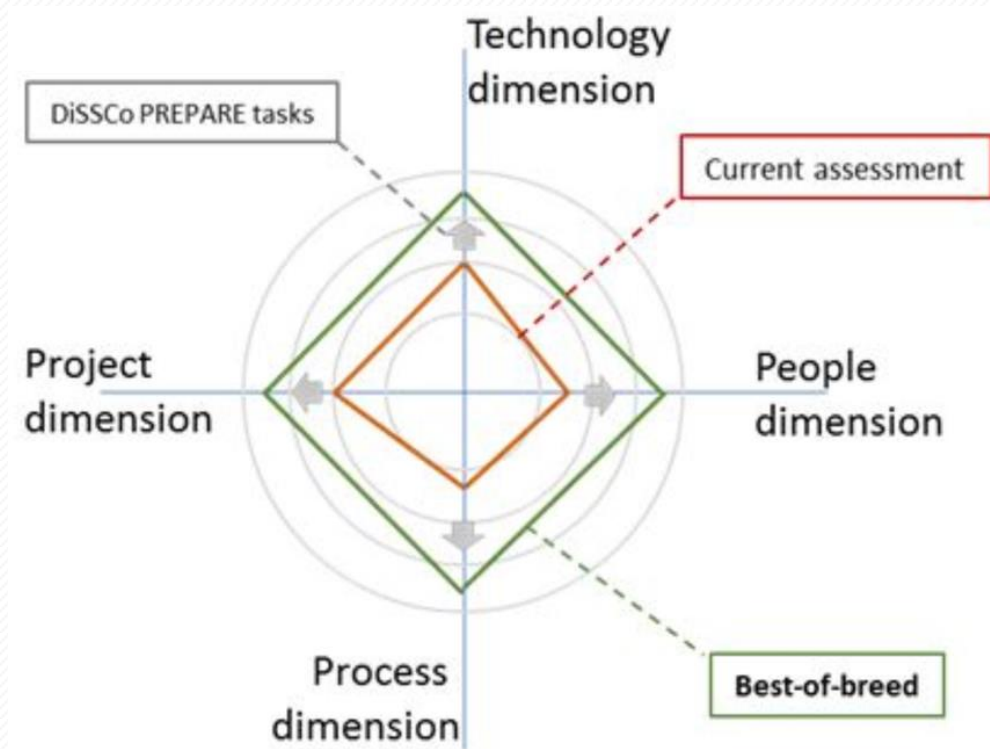 Technology
dimension
DiSSCo PREPARE tasks
Current assessment
Project
dimension
People
dimension
Process
dimension
Best-of-breed